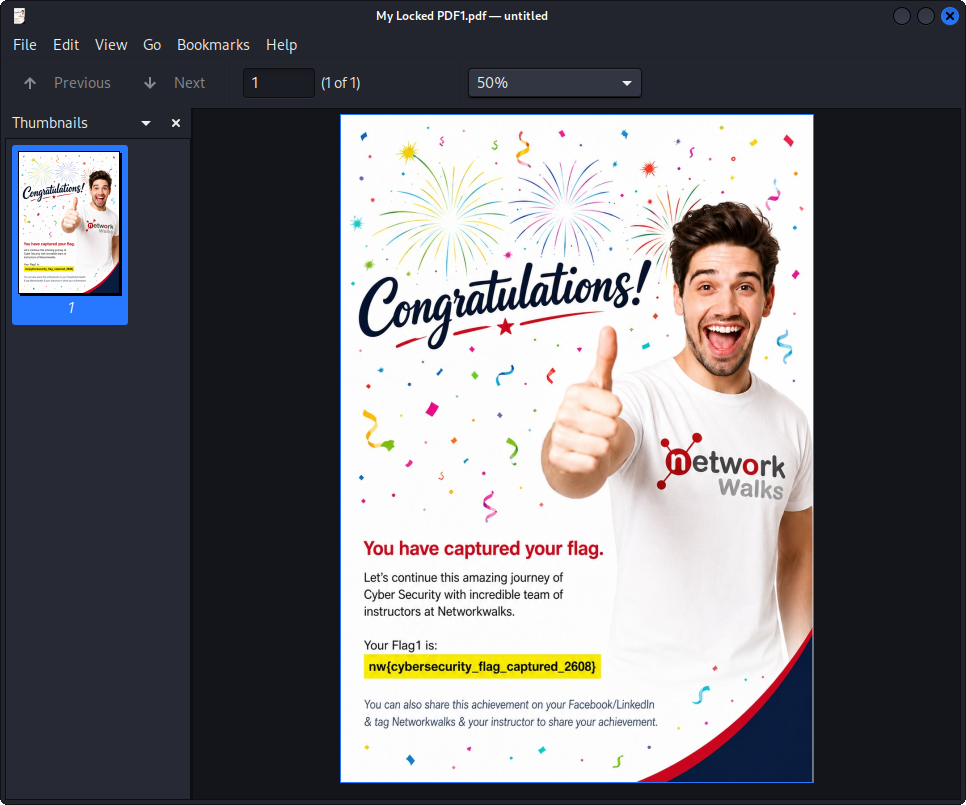 My Locked PDF1.pdf — untitled
File Edit View Go Bookmarks Help
Previous Next 1 (1 of 1) 50%
Thumbnails
1
Congratulations!
network
Walks
You have captured your flag.
Let's continue this amazing journey of
Cyber Security with incredible team of
instructors at Networkwalks.
Your Flag1 is:
nw{cybersecurity_flag_captured_2608}
You can also share this achievement on your Facebook/LinkedIn
& tag Networkwalks & your instructor to share your achievement.